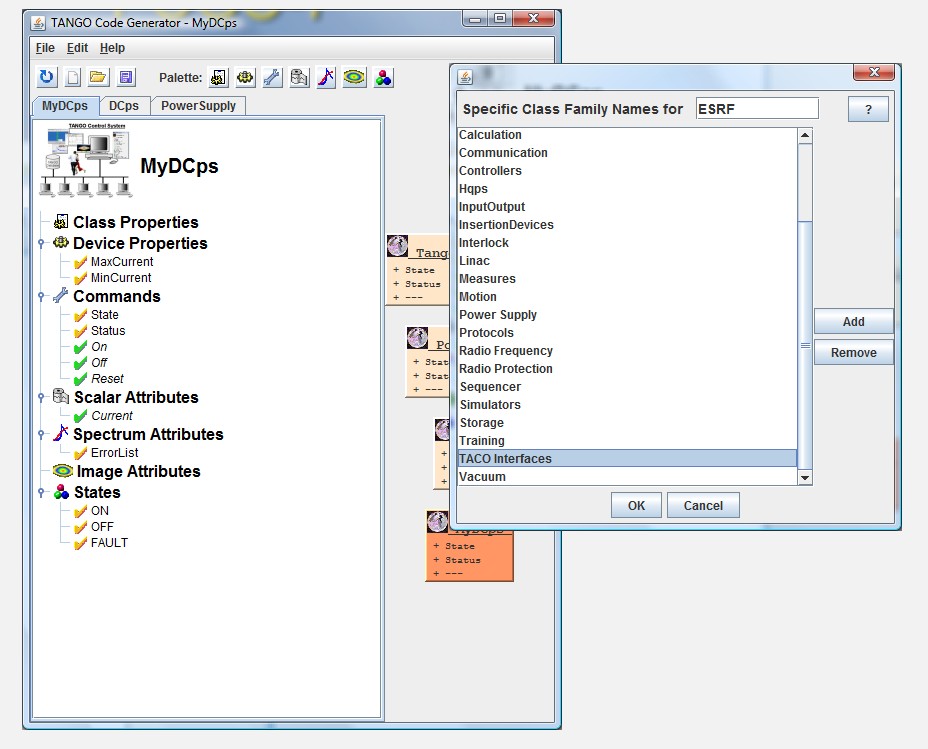 TANGO Code Generator - MyDCps
File Edit Help
Palette:
MyDCps DCps PowerSupply
TANGO Control System
MyDCps
Class Properties
Device Properties
MaxCurrent
MinCurrent
Commands
State
Status
On
Off
Reset
Scalar Attributes
Current
Spectrum Attributes
ErrorList
Image Attributes
States
ON
OFF
FAULT
Tang
+ State
+ Status
+ ---
Po
+ Stat
+ Stat
+ ---
+
+
+
MyDCps
+ State
+ Status
+ ---
Specific Class Family Names for ESRF ?
Calculation
Communication
Controllers
Hqps
InputOutput
InsertionDevices
Interlock
Linac
Measures
Motion
Power Supply
Protocols
Radio Frequency
Radio Protection
Sequencer
Simulators
Storage
Training
TACO Interfaces
Vacuum
Add
Remove
OK Cancel